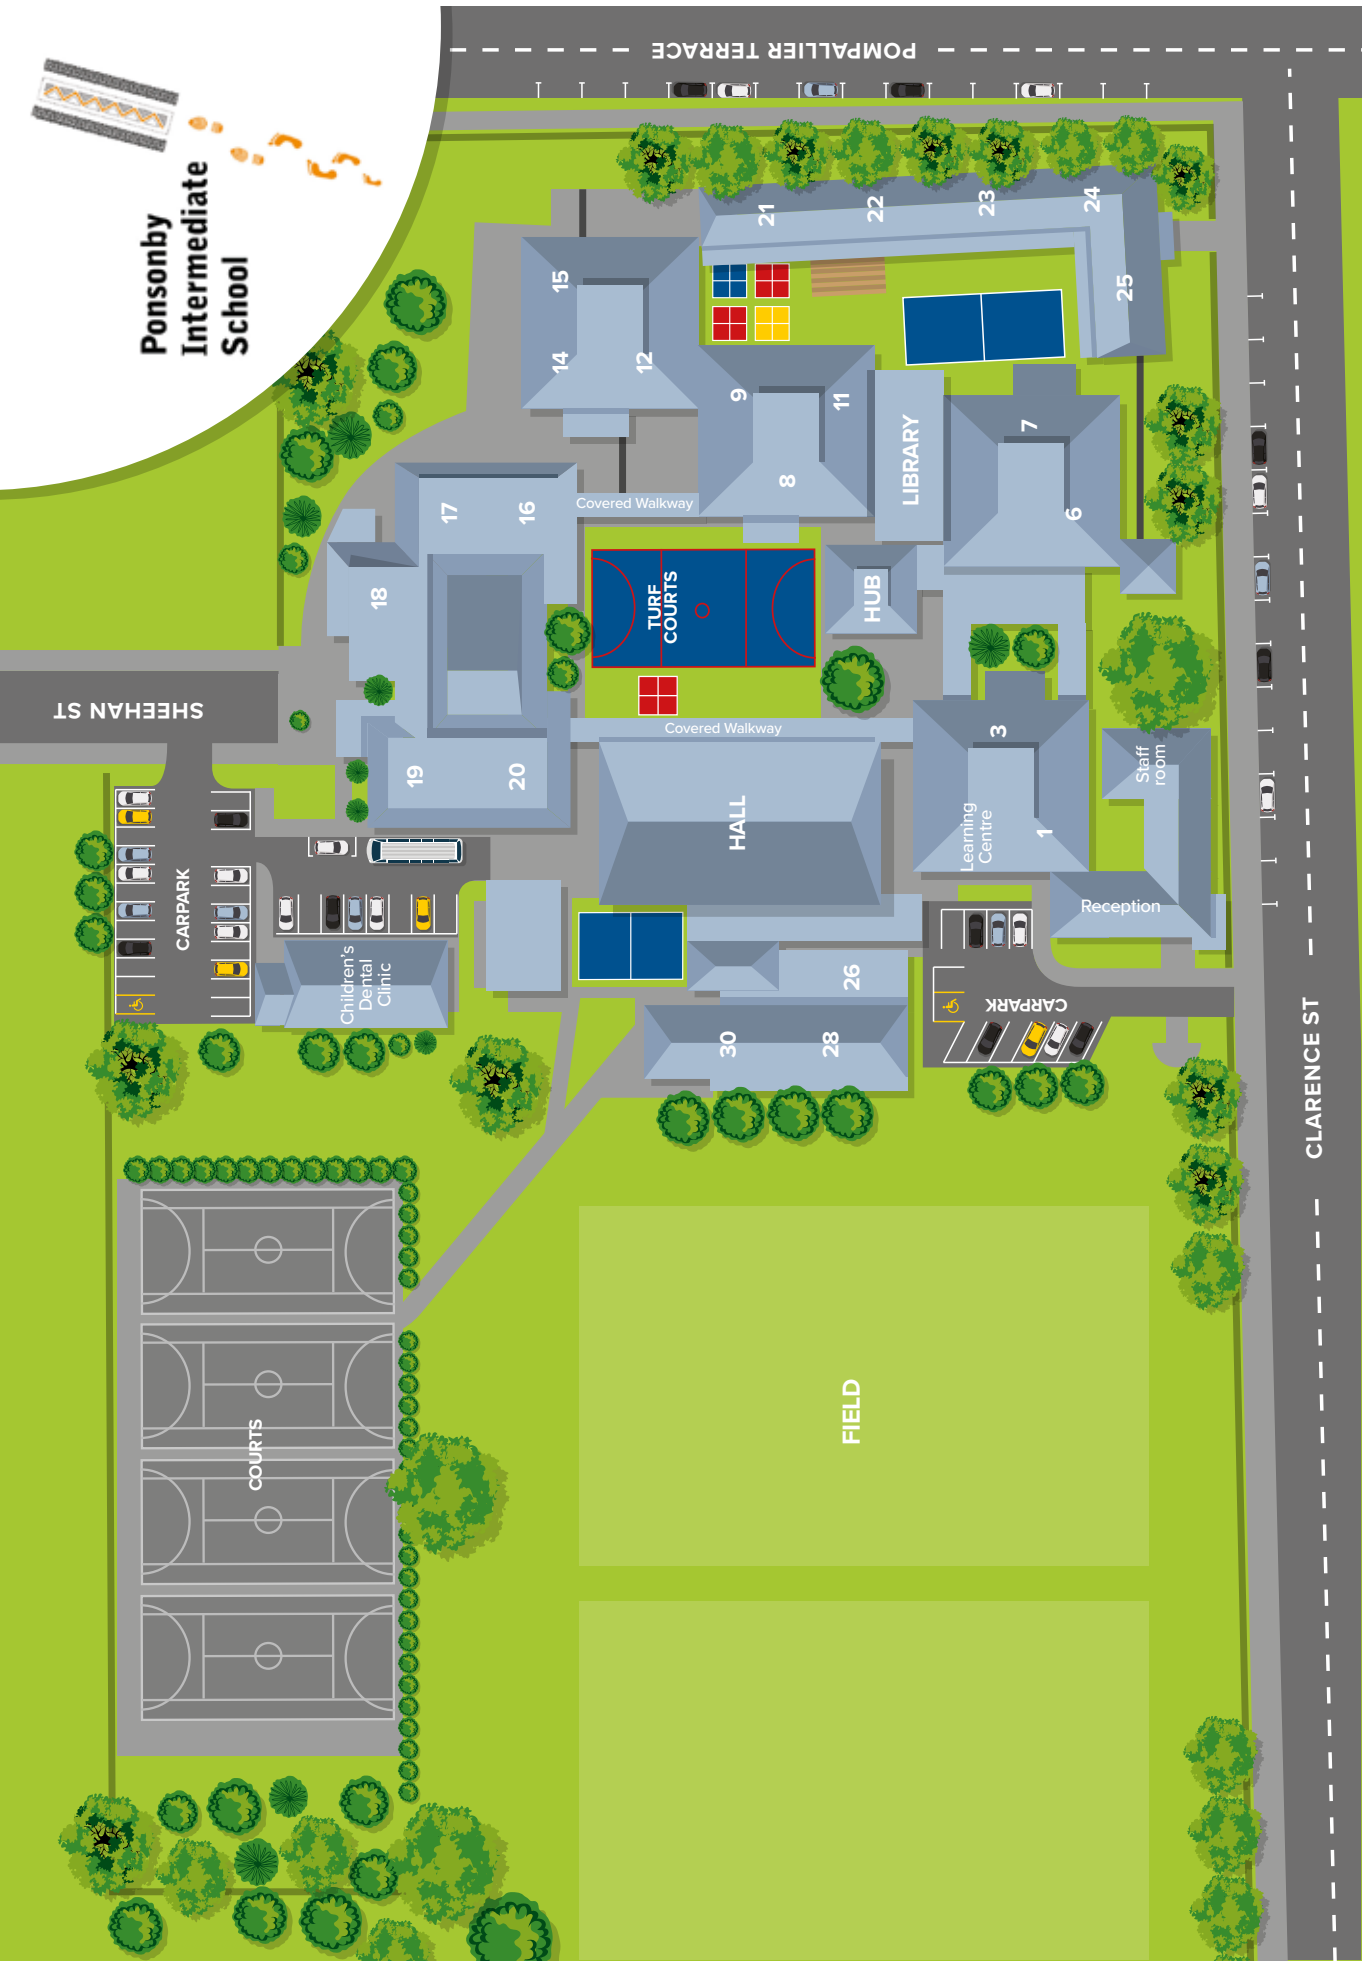 Ponsonby
Intermediate
School
POMPALLIER TERRACE
21
22
23
24
25
15
14
12
9
11
8
LIBRARY
7
6
17
16
Covered Walkway
18
TURF
COURTS
HUB
SHEEHAN ST
Covered Walkway
3
Staff
room
19
20
HALL
Learning
Centre
1
CARPARK
Reception
Children's
Dental
Clinic
26
CARPARK
30
28
CLARENCE ST
FIELD
COURTS